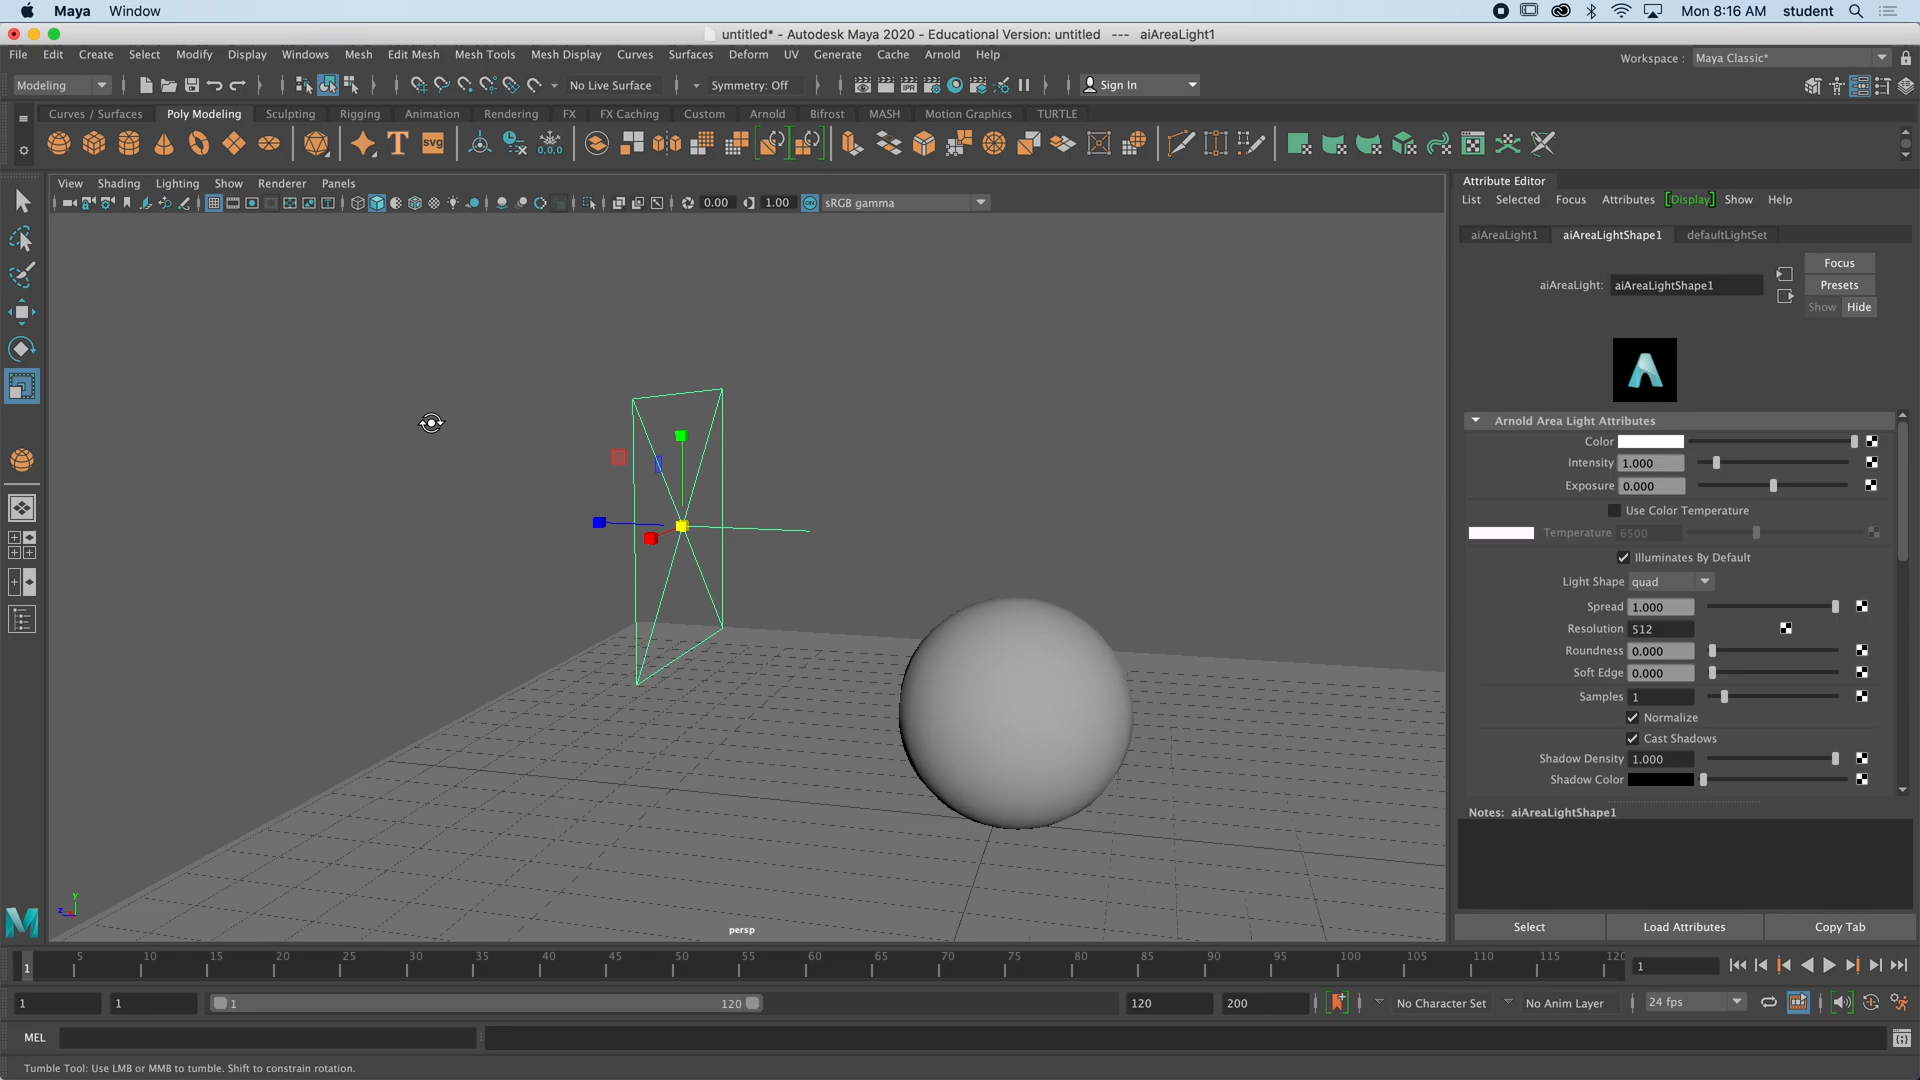 Maya Window Mon 8:16 AM student
untitled* - Autodesk Maya 2020 - Educational Version: untitled --- aiAreaLight1
File Edit Create Select Modify Display Windows Mesh Edit Mesh Mesh Tools Mesh Display Curves Surfaces Deform UV Generate Cache Arnold Help Workspace : Maya Classic*
Modeling No Live Surface Symmetry: Off IPR Sign In
Curves / Surfaces Poly Modeling Sculpting Rigging Animation Rendering FX FX Caching Custom Arnold Bifrost MASH Motion Graphics TURTLE
T SVG 0,0,0
View Shading Lighting Show Renderer Panels
0.00 1.00 ON sRGB gamma
Attribute Editor
List Selected Focus Attributes [Display] Show Help
aiAreaLight1 aiAreaLightShape1 defaultLightSet
Focus
aiAreaLight: aiAreaLightShape1 Presets
Show Hide
Arnold Area Light Attributes
Color
Intensity 1.000
Exposure 0.000
Use Color Temperature
Temperature 6500
Illuminates By Default
Light Shape quad
Spread 1.000
Resolution 512
Roundness 0.000
Soft Edge 0.000
Samples 1
Normalize
Cast Shadows
Shadow Density 1.000
Shadow Color
Notes: aiAreaLightShape1
Select Load Attributes Copy Tab
y
z
persp
M
1 5 10 15 20 25 30 35 40 45 50 55 60 65 70 75 80 85 90 95 100 105 110 115 120 1
1 1 1 120 120 200 No Character Set No Anim Layer 24 fps
MEL
Tumble Tool: Use LMB or MMB to tumble. Shift to constrain rotation.